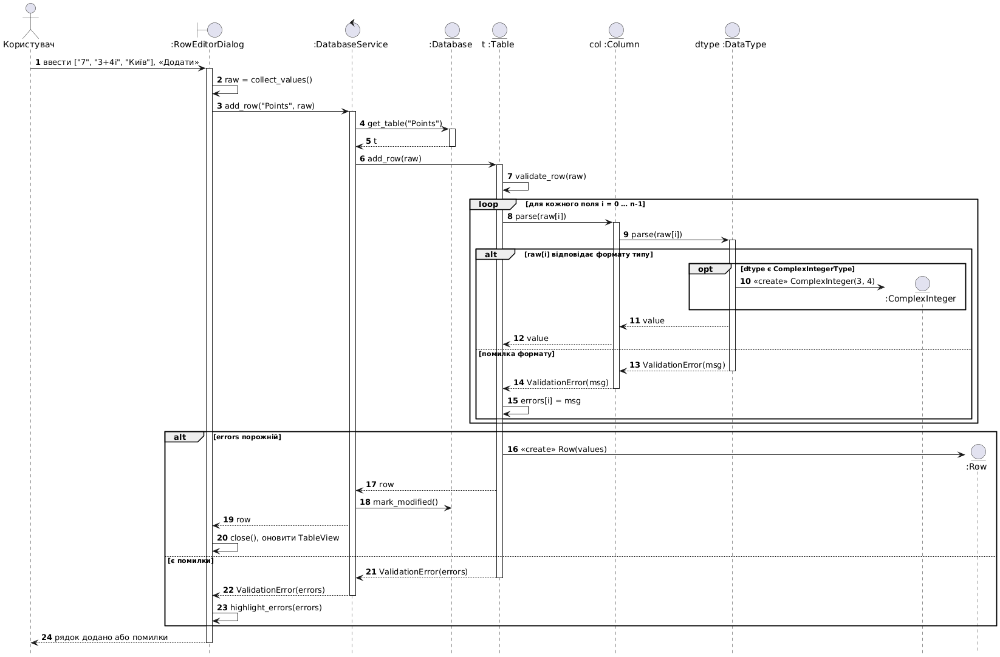 Користувач
:RowEditorDialog
:DatabaseService
:Database
t :Table
col :Column
dtype :DataType
1 ввести ["7", "3+4i", "Київ"], «Додати»
2 raw = collect_values()
3 add_row("Points", raw)
4 get_table("Points")
5 t
6 add_row(raw)
7 validate_row(raw)
loop [для кожного поля i = 0 … n-1]
8 parse(raw[i])
9 parse(raw[i])
alt [raw[i] відповідає формату типу]
opt [dtype є ComplexIntegerType]
10 «create» ComplexInteger(3, 4)
:ComplexInteger
11 value
12 value
[помилка формату]
13 ValidationError(msg)
14 ValidationError(msg)
15 errors[i] = msg
alt [errors порожній]
16 «create» Row(values)
:Row
17 row
18 mark_modified()
19 row
20 close(), оновити TableView
[є помилки]
21 ValidationError(errors)
22 ValidationError(errors)
23 highlight_errors(errors)
24 рядок додано або помилки